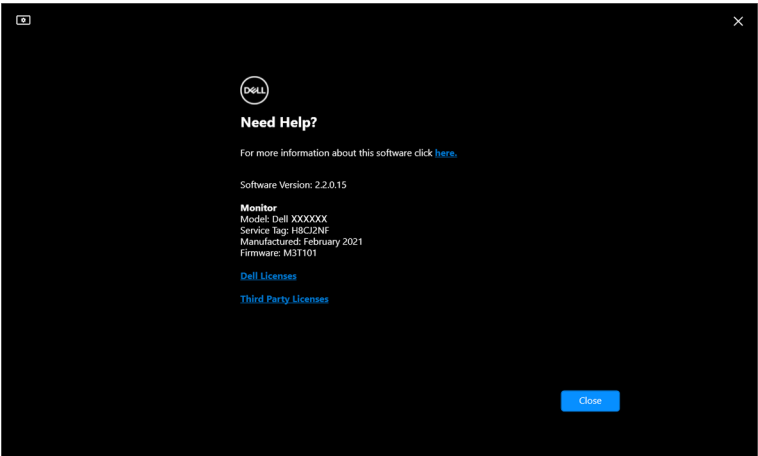 DELL
Need Help?
For more information about this software click here.
Software Version: 2.2.0.15
Monitor
Model: Dell XXXXXX
Service Tag: H8CJ2NF
Manufactured: February 2021
Firmware: M3T101
Dell Licenses
Third Party Licenses
Close